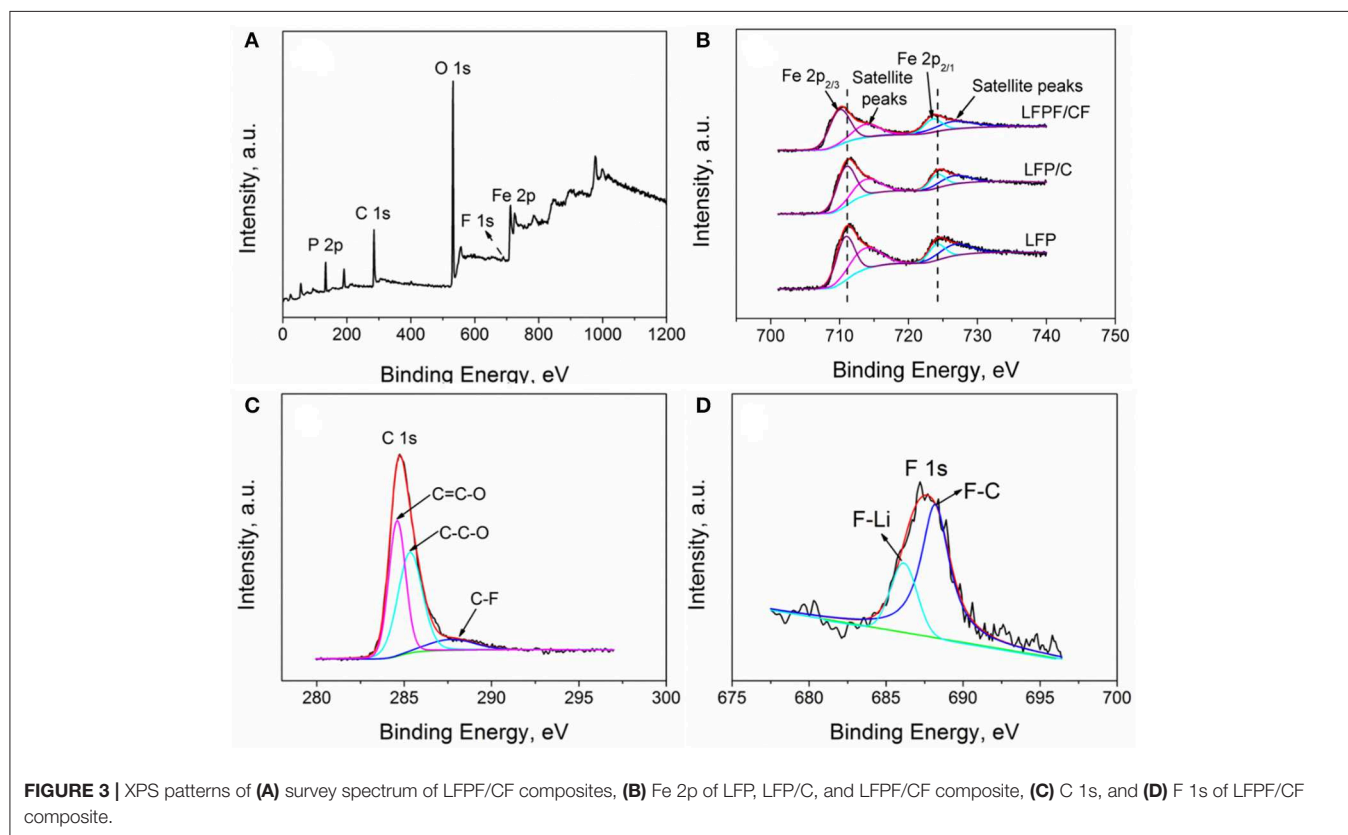 A
O 1s
C 1s
P 2p
F 1s
Fe 2p
Intensity, a.u.
0 200 400 600 800 1000 1200
Binding Energy, eV
B
Fe 2p2/3
Satellite
peaks
Fe 2p2/1
Satellite peaks
LFPF/CF
LFP/C
LFP
Intensity, a.u.
700 710 720 730 740 750
Binding Energy, eV
C
C 1s
C=C-O
C-C-O
C-F
Intensity, a.u.
280 285 290 295 300
Binding Energy, eV
D
F 1s
F-C
F-Li
Intensity, a.u.
675 680 685 690 695 700
Binding Energy, eV
FIGURE 3 | XPS patterns of (A) survey spectrum of LFPF/CF composites, (B) Fe 2p of LFP, LFP/C, and LFPF/CF composite, (C) C 1s, and (D) F 1s of LFPF/CF
composite.